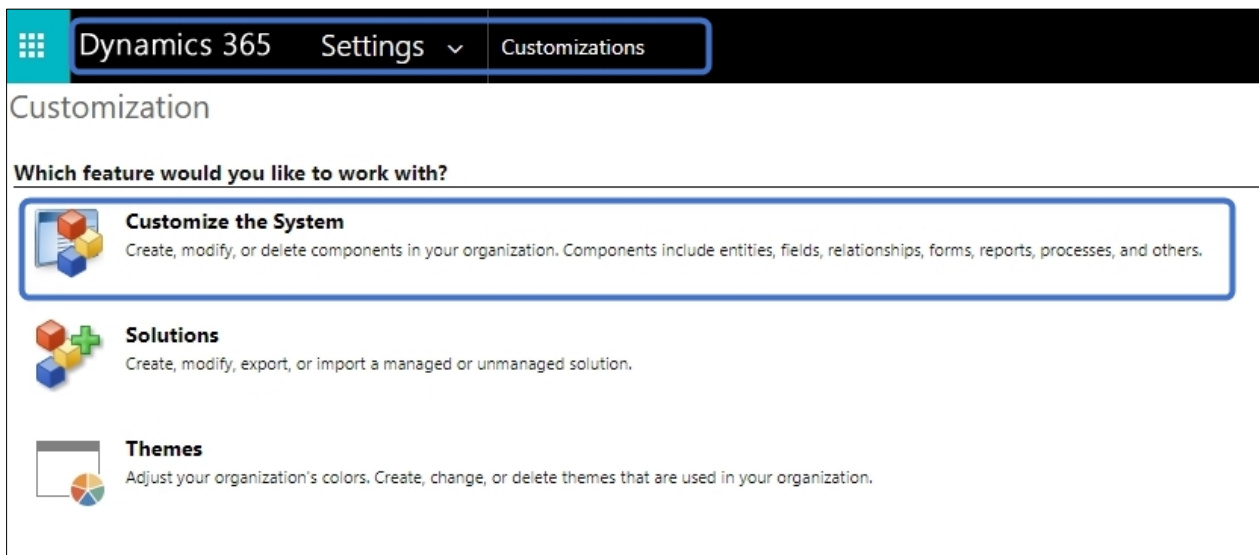 Dynamics 365 Settings Customizations
Customization
Which feature would you like to work with?
Customize the System
Create, modify, or delete components in your organization. Components include entities, fields, relationships, forms, reports, processes, and others.
Solutions
Create, modify, export, or import a managed or unmanaged solution.
Themes
Adjust your organization's colors. Create, change, or delete themes that are used in your organization.